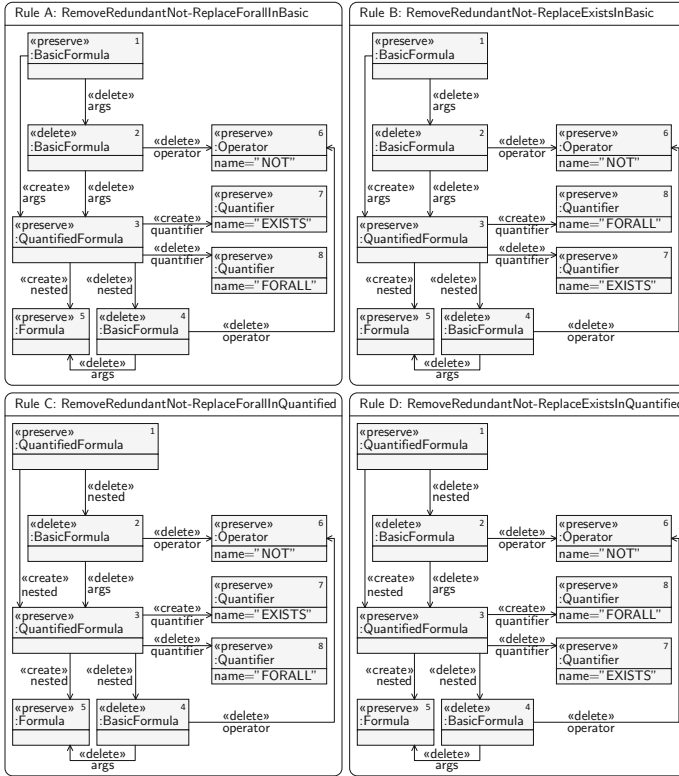 Rule A: RemoveRedundantNot-ReplaceForallInBasic
«preserve» 1
:BasicFormula
«delete»
args
«delete» 2
:BasicFormula
«delete»
operator
«preserve» 6
:Operator
name="NOT"
«create»
args
«delete»
args
«preserve» 3
:QuantifiedFormula
«create»
quantifier
«preserve» 7
:Quantifier
name="EXISTS"
«delete»
quantifier
«preserve» 8
:Quantifier
name="FORALL"
«create»
nested
«delete»
nested
«preserve» 5
:Formula
«delete» 4
:BasicFormula
«delete»
operator
«delete»
args
Rule B: RemoveRedundantNot-ReplaceExistsInBasic
«preserve» 1
:BasicFormula
«delete»
args
«delete» 2
:BasicFormula
«delete»
operator
«preserve» 6
:Operator
name="NOT"
«create»
args
«delete»
args
«preserve» 3
:QuantifiedFormula
«create»
quantifier
«preserve» 8
:Quantifier
name="FORALL"
«delete»
quantifier
«preserve» 7
:Quantifier
name="EXISTS"
«create»
nested
«delete»
nested
«preserve» 5
:Formula
«delete» 4
:BasicFormula
«delete»
operator
«delete»
args
Rule C: RemoveRedundantNot-ReplaceForallInQuantified
«preserve» 1
:QuantifiedFormula
«delete»
nested
«delete» 2
:BasicFormula
«delete»
operator
«preserve» 6
:Operator
name="NOT"
«create»
nested
«delete»
args
«preserve» 3
:QuantifiedFormula
«create»
quantifier
«preserve» 7
:Quantifier
name="EXISTS"
«delete»
quantifier
«preserve» 8
:Quantifier
name="FORALL"
«create»
nested
«delete»
nested
«preserve» 5
:Formula
«delete» 4
:BasicFormula
«delete»
operator
«delete»
args
Rule D: RemoveRedundantNot-ReplaceExistsInQuantified
«preserve» 1
:QuantifiedFormula
«delete»
nested
«delete» 2
:BasicFormula
«delete»
operator
«preserve» 6
:Operator
name="NOT"
«create»
nested
«delete»
args
«preserve» 3
:QuantifiedFormula
«create»
quantifier
«preserve» 8
:Quantifier
name="FORALL"
«delete»
quantifier
«preserve» 7
:Quantifier
name="EXISTS"
«create»
nested
«delete»
nested
«preserve» 5
:Formula
«delete» 4
:BasicFormula
«delete»
operator
«delete»
args